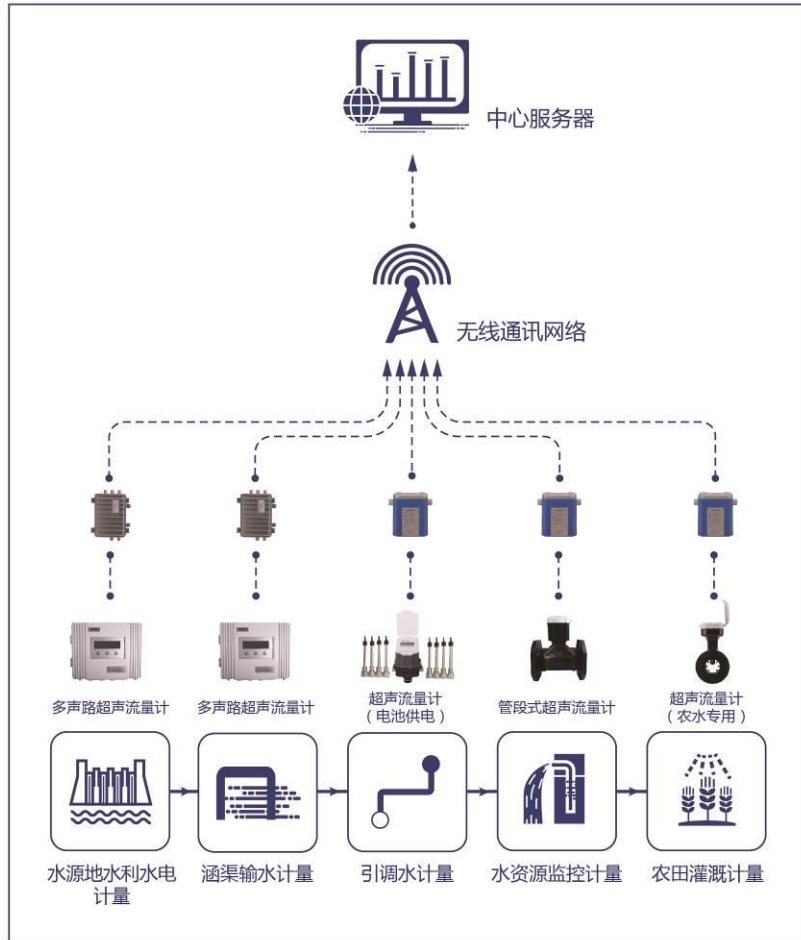 中心服务器
无线通讯网络
多声路超声流量计
多声路超声流量计
超声流量计
（电池供电）
管段式超声流量计
超声流量计
（农水专用）
水源地水利水电
计量
涵渠输水计量
引调水计量
水资源监控计量
农田灌溉计量